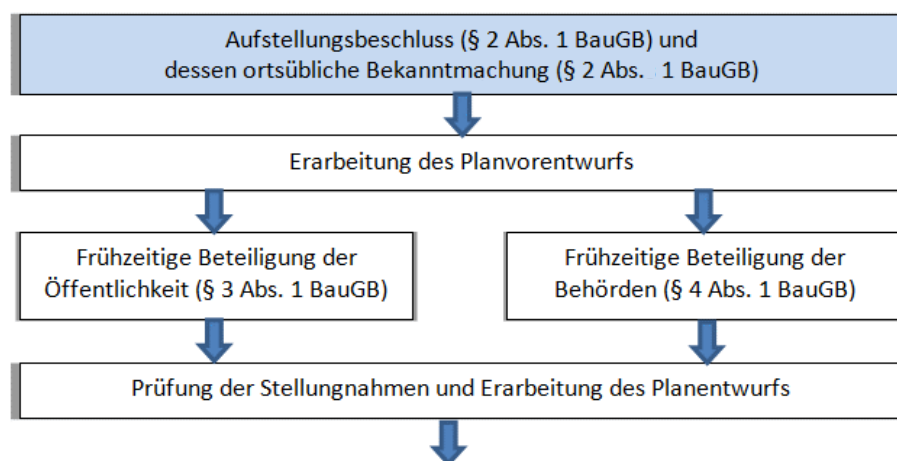 Aufstellungsbeschluss (§ 2 Abs. 1 BauGB) und
dessen ortsübliche Bekanntmachung (§ 2 Abs. 1 BauGB)
Erarbeitung des Planvorentwurfs
Frühzeitige Beteiligung der
Öffentlichkeit (§ 3 Abs. 1 BauGB)
Frühzeitige Beteiligung der
Behörden (§ 4 Abs. 1 BauGB)
Prüfung der Stellungnahmen und Erarbeitung des Planentwurfs